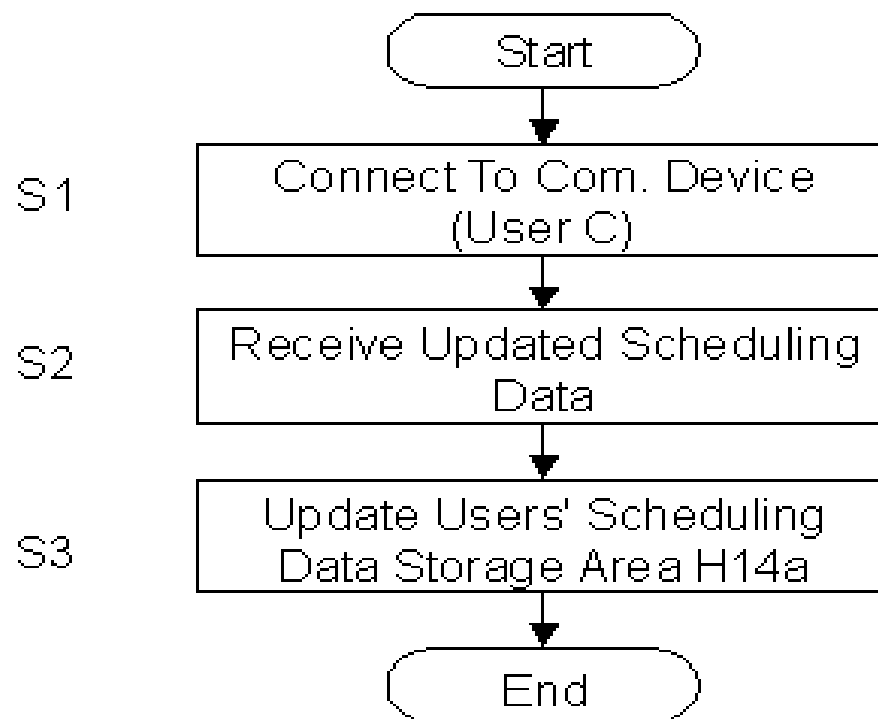 Start
S1
Connect To Com. Device
(User C)
S2
Receive Updated Scheduling
Data
S3
Update Users' Scheduling
Data Storage Area H14a
End